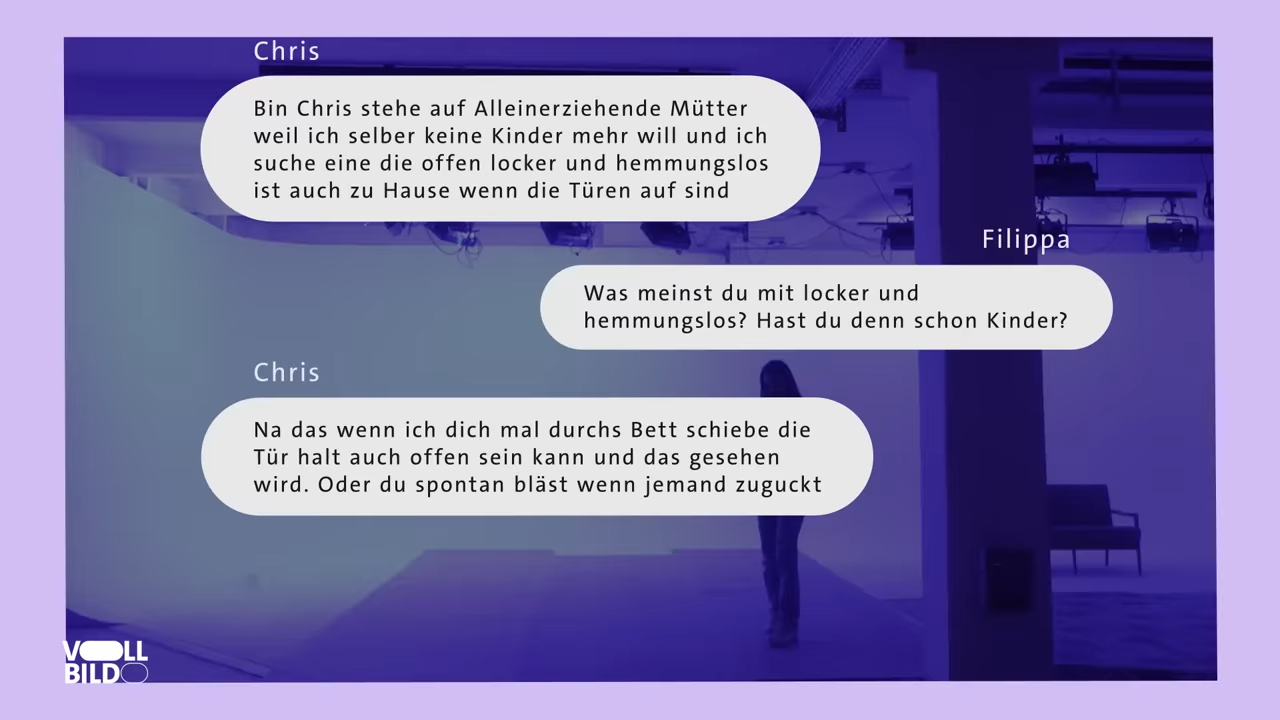 Chris
Bin Chris stehe auf Alleinerziehende Mütter
weil ich selber keine Kinder mehr will und ich
suche eine die offen locker und hemmungslos
ist auch zu Hause wenn die Türen auf sind
Filippa
Was meinst du mit locker und
hemmungslos? Hast du denn schon Kinder?
Chris
Na das wenn ich dich mal durchs Bett schiebe die
Tür halt auch offen sein kann und das gesehen
wird. Oder du spontan bläst wenn jemand zuguckt
VOLL
BILD